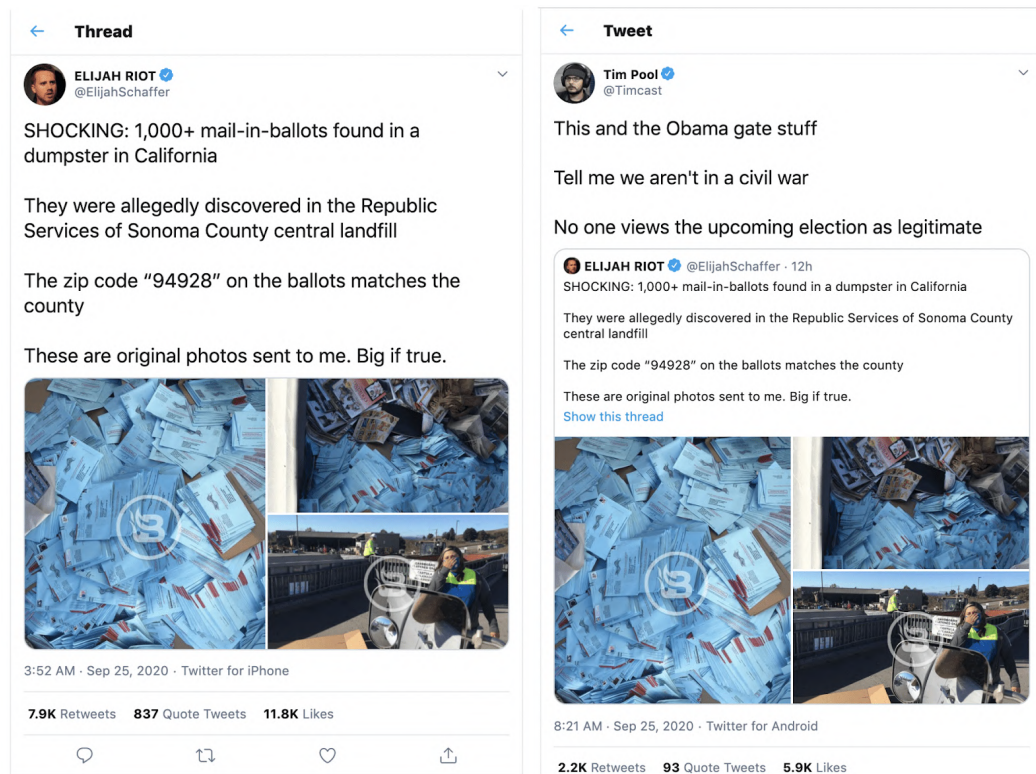 Thread
ELIJAH RIOT
@ElijahSchaffer
SHOCKING: 1,000+ mail-in-ballots found in a
dumpster in California
They were allegedly discovered in the Republic
Services of Sonoma County central landfill
The zip code “94928” on the ballots matches the
county
These are original photos sent to me. Big if true.
3:52 AM · Sep 25, 2020 · Twitter for iPhone
7.9K Retweets 837 Quote Tweets 11.8K Likes
Tweet
Tim Pool
@Timcast
This and the Obama gate stuff
Tell me we aren't in a civil war
No one views the upcoming election as legitimate
ELIJAH RIOT @ElijahSchaffer · 12h
SHOCKING: 1,000+ mail-in-ballots found in a dumpster in California
They were allegedly discovered in the Republic Services of Sonoma County
central landfill
The zip code “94928” on the ballots matches the county
These are original photos sent to me. Big if true.
Show this thread
8:21 AM · Sep 25, 2020 · Twitter for Android
2.2K Retweets 93 Quote Tweets 5.9K Likes